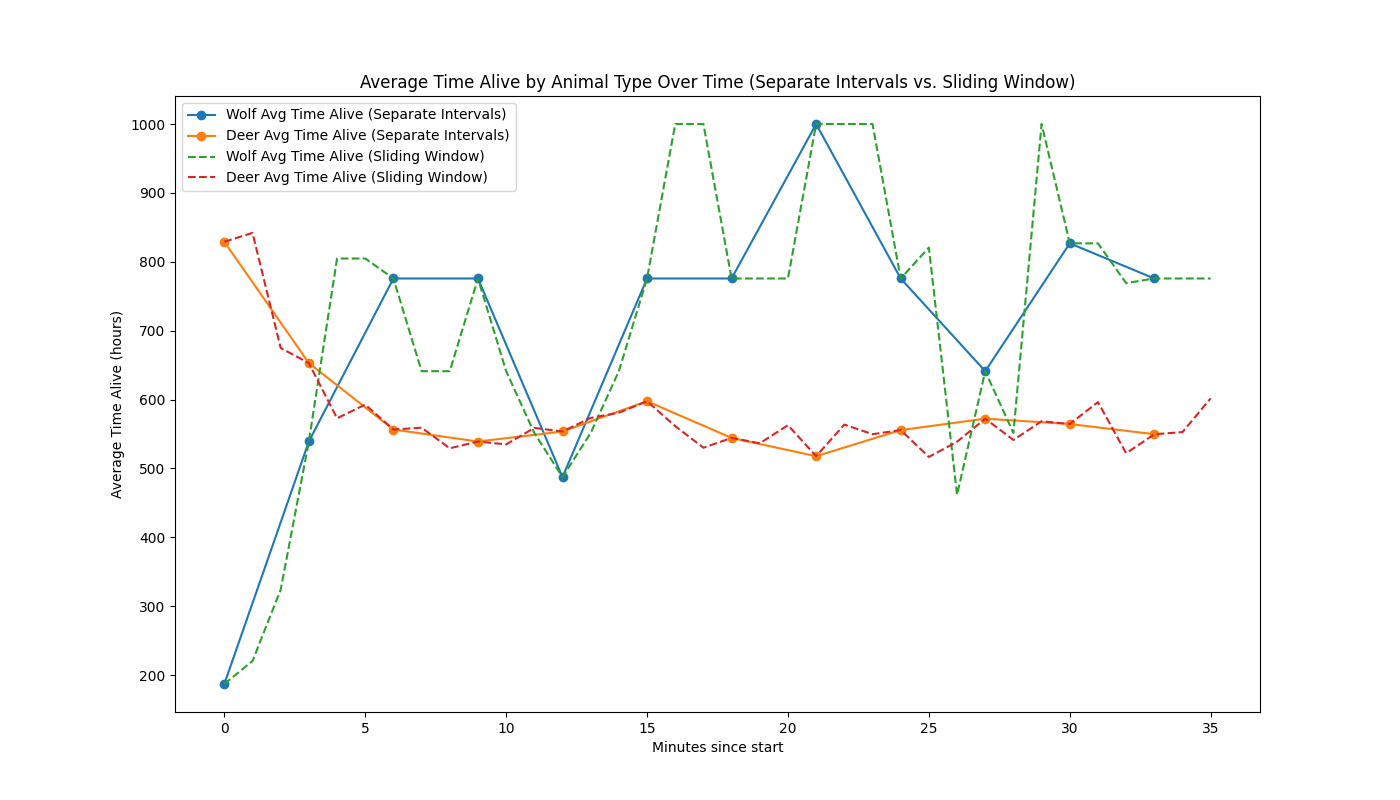 Average Time Alive by Animal Type Over Time (Separate Intervals vs. Sliding Window)
Wolf Avg Time Alive (Separate Intervals)
Deer Avg Time Alive (Separate Intervals)
Wolf Avg Time Alive (Sliding Window)
Deer Avg Time Alive (Sliding Window)
Average Time Alive (hours)
1000
900
800
700
600
500
400
300
200
0 5 10 15 20 25 30 35
Minutes since start